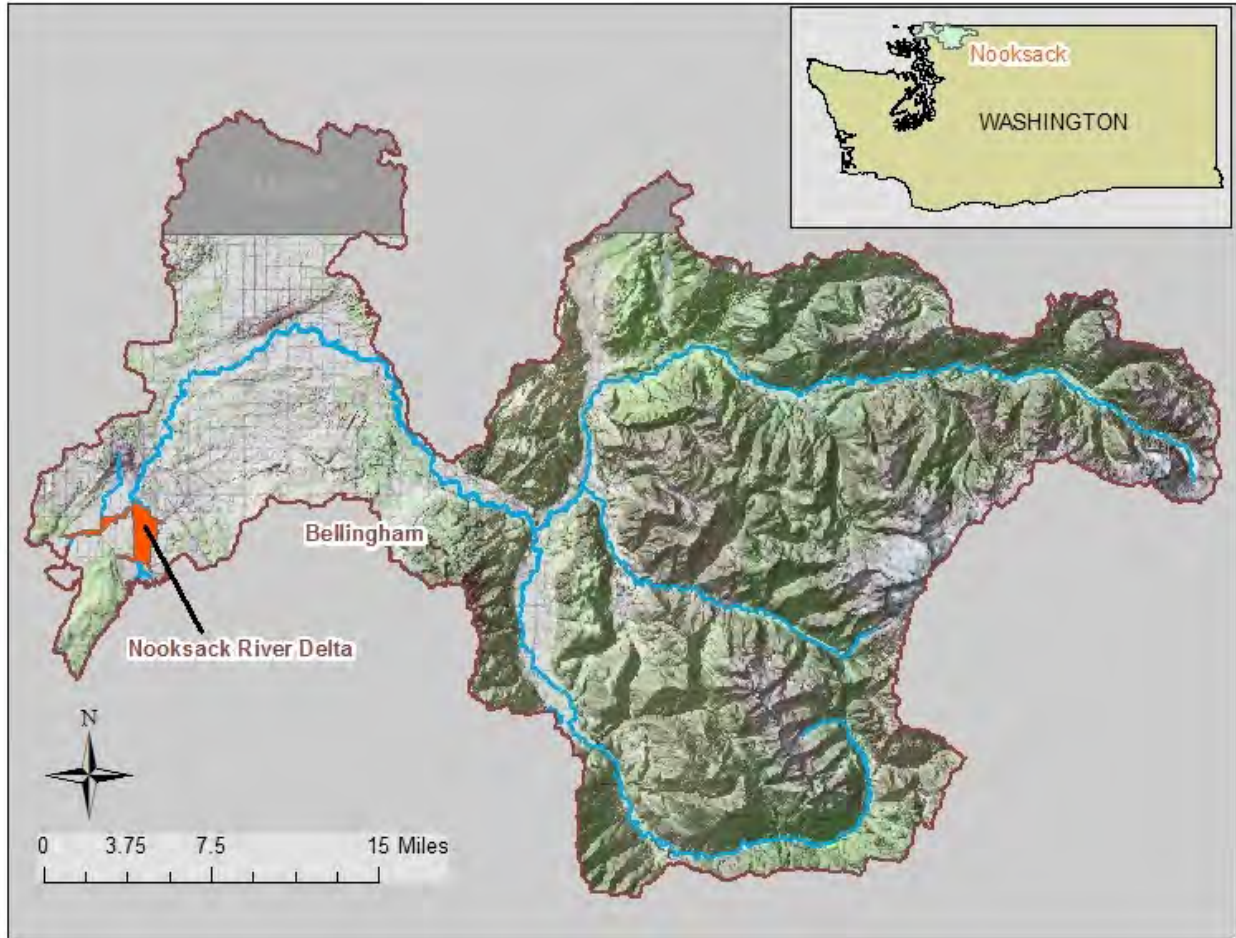 Nooksack
WASHINGTON
Bellingham
Nooksack River Delta
N
0 3.75 7.5 15 Miles